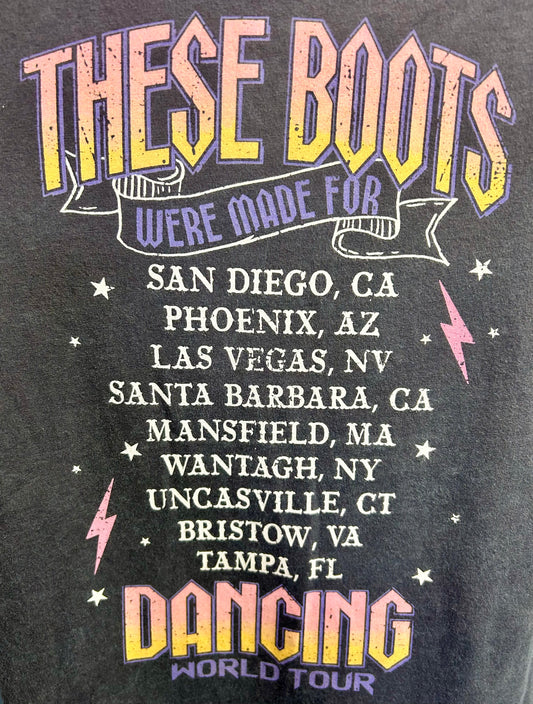 THESE BOOTS
WERE MADE FOR
SAN DIEGO, CA
PHOENIX, AZ
LAS VEGAS, NV
SANTA BARBARA, CA
MANSFIELD, MA
WANTAGH, NY
UNCASVILLE, CT
BRISTOW, VA
TAMPA, FL
DANCING
WORLD TOUR